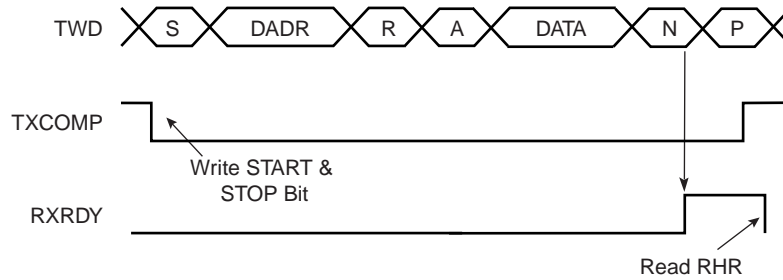 TWD S DADR R A DATA N P
TXCOMP
Write START &
STOP Bit
RXRDY
Read RHR